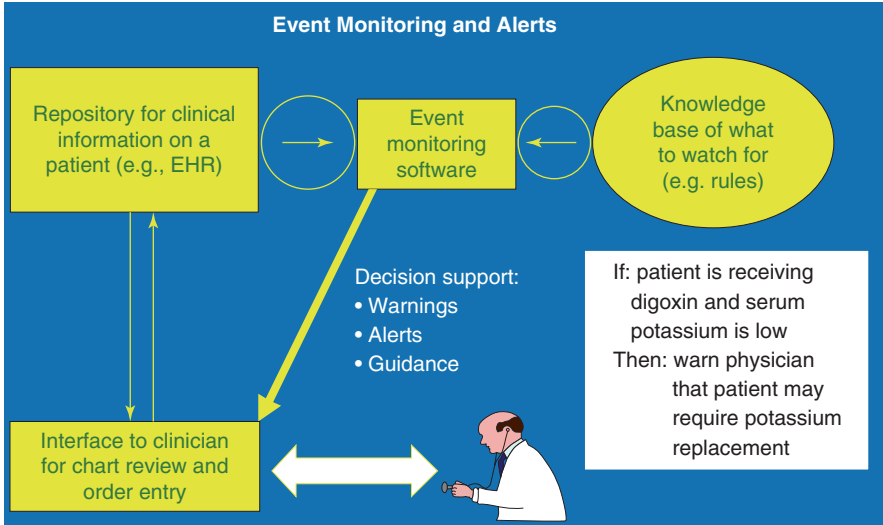 Event Monitoring and Alerts
Repository for clinical
information on a
patient (e.g., EHR)
Event
monitoring
software
Knowledge
base of what
to watch for
(e.g. rules)
Decision support:
• Warnings
• Alerts
• Guidance
If: patient is receiving
digoxin and serum
potassium is low
Then: warn physician
that patient may
require potassium
replacement
Interface to clinician
for chart review and
order entry